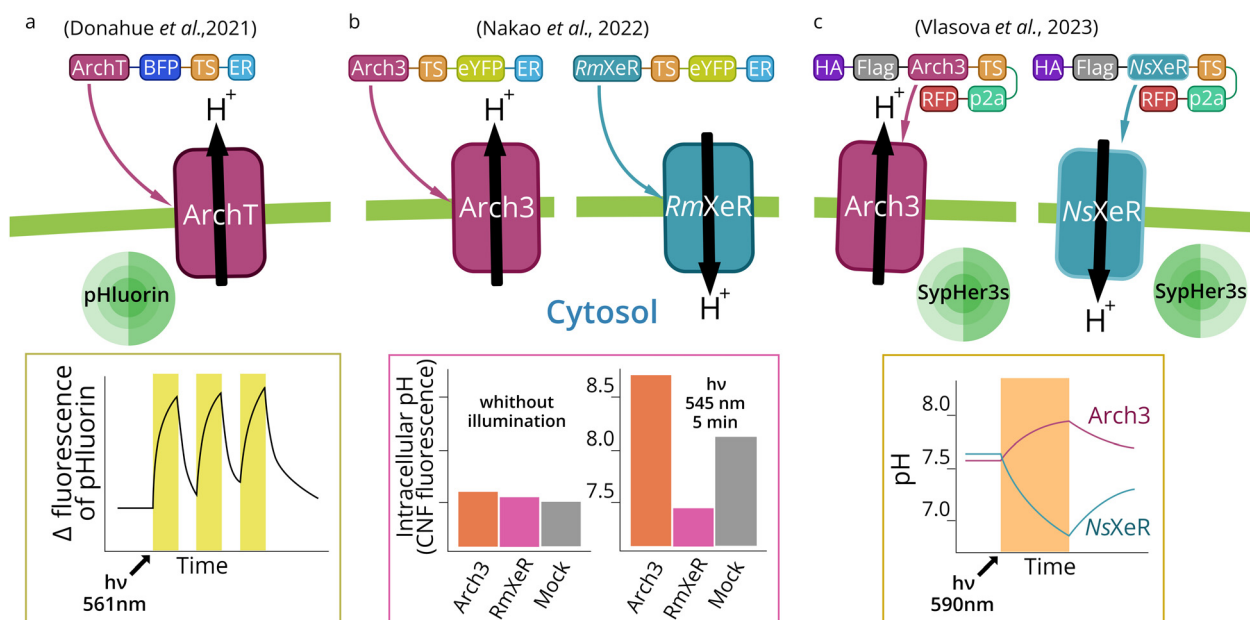 a
(Donahue et al.,2021)
ArchT BFP TS ER
H+
ArchT
pHluorin
Δ fluorescence
of pHluorin
Time
hν
561nm
b
(Nakao et al., 2022)
Arch3 TS eYFP ER
RmXeR TS eYFP ER
H+
Arch3
RmXeR
H+
Cytosol
Intracellular pH
(CNF fluorescence)
whithout
illumination
Arch3
RmXeR
Mock
8.5
8.0
7.5
hν
545 nm
5 min
Arch3
RmXeR
Mock
c
(Vlasova et al., 2023)
HA Flag Arch3 TS
RFP p2a
HA Flag NsXeR TS
RFP p2a
H+
Arch3
NsXeR
H+
SypHer3s
SypHer3s
pH
8.0
7.5
7.0
Arch3
NsXeR
Time
hν
590nm